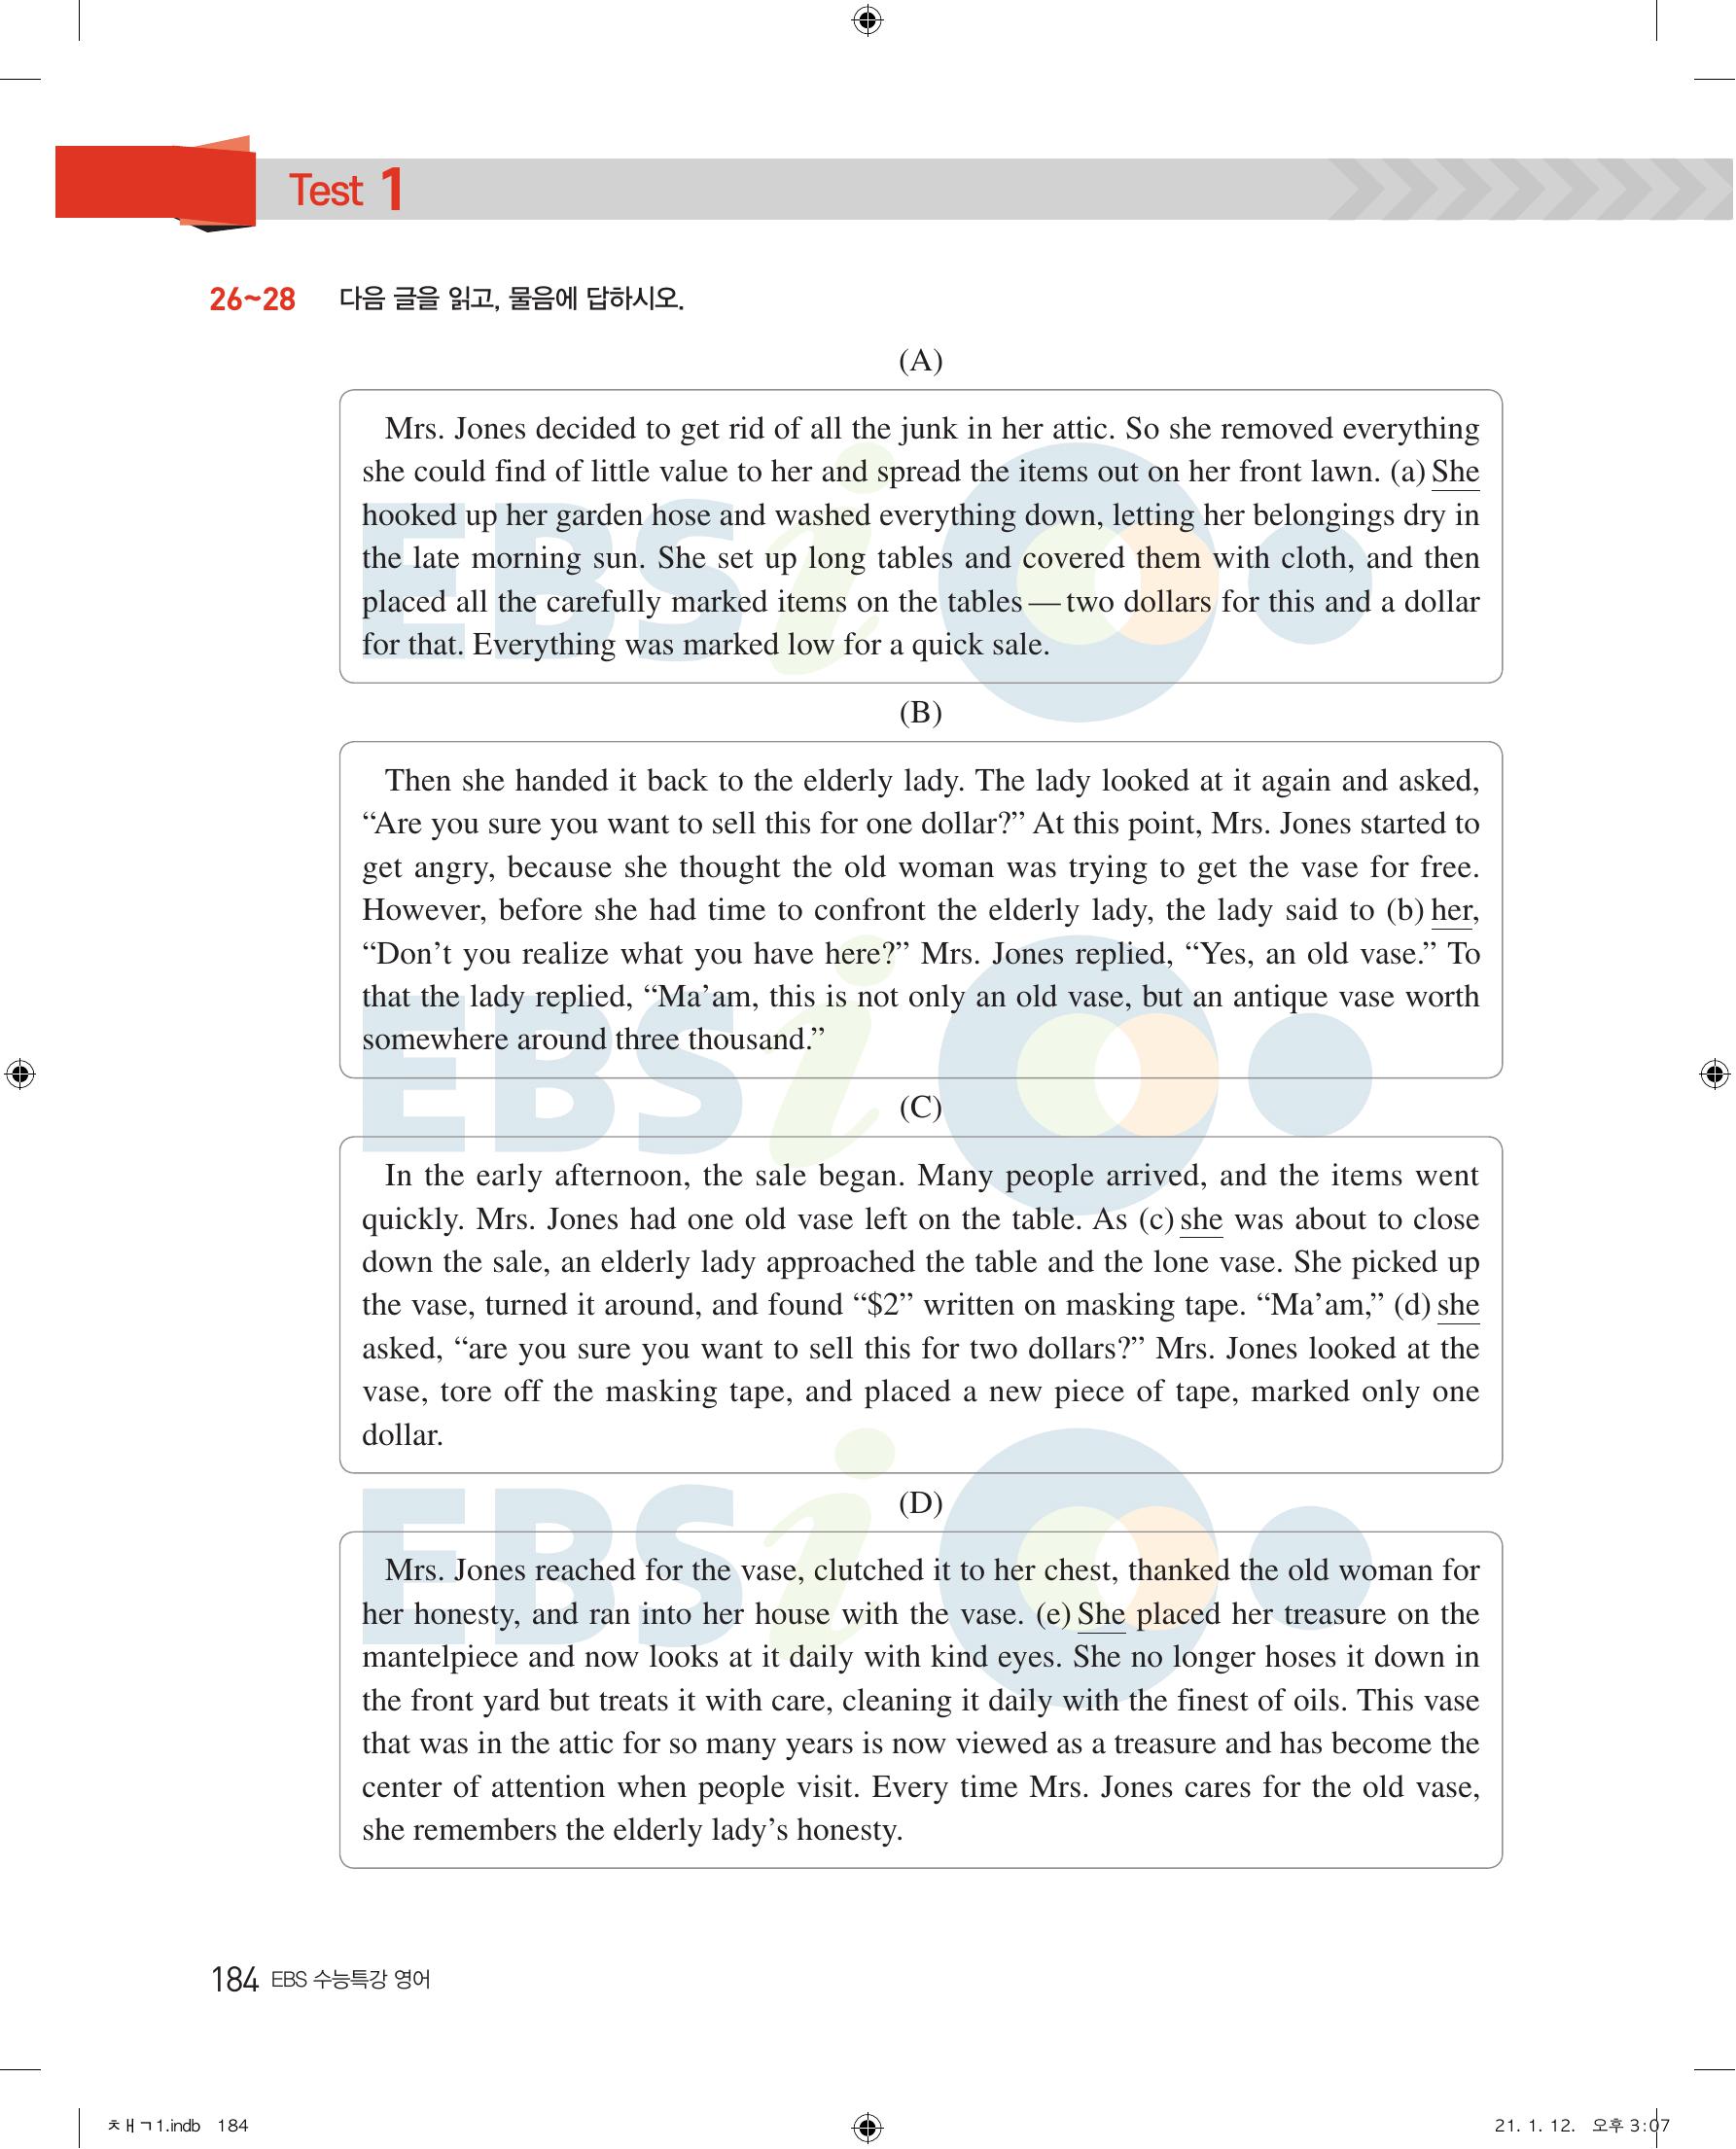 Test 1
26~28 다음 글을 읽고, 물음에 답하시오.
(A)
Mrs. Jones decided to get rid of all the junk in her attic. So she removed everything
she could find of little value to her and spread the items out on her front lawn. (a) She
hooked up her garden hose and washed everything down, letting her belongings dry in
the late morning sun. She set up long tables and covered them with cloth, and then
placed all the carefully marked items on the tables — two dollars for this and a dollar
for that. Everything was marked low for a quick sale.
(B)
Then she handed it back to the elderly lady. The lady looked at it again and asked,
“Are you sure you want to sell this for one dollar?” At this point, Mrs. Jones started to
get angry, because she thought the old woman was trying to get the vase for free.
However, before she had time to confront the elderly lady, the lady said to (b) her,
“Don’t you realize what you have here?” Mrs. Jones replied, “Yes, an old vase.” To
that the lady replied, “Ma’am, this is not only an old vase, but an antique vase worth
somewhere around three thousand.”
(C)
In the early afternoon, the sale began. Many people arrived, and the items went
quickly. Mrs. Jones had one old vase left on the table. As (c) she was about to close
down the sale, an elderly lady approached the table and the lone vase. She picked up
the vase, turned it around, and found “$2” written on masking tape. “Ma’am,” (d) she
asked, “are you sure you want to sell this for two dollars?” Mrs. Jones looked at the
vase, tore off the masking tape, and placed a new piece of tape, marked only one
dollar.
(D)
Mrs. Jones reached for the vase, clutched it to her chest, thanked the old woman for
her honesty, and ran into her house with the vase. (e) She placed her treasure on the
mantelpiece and now looks at it daily with kind eyes. She no longer hoses it down in
the front yard but treats it with care, cleaning it daily with the finest of oils. This vase
that was in the attic for so many years is now viewed as a treasure and has become the
center of attention when people visit. Every time Mrs. Jones cares for the old vase,
she remembers the elderly lady’s honesty.
EBSi
EBSi
EBSi
184 EBS 수능특강 영어
ㅊㅐㄱ1.indb 184
21. 1. 12. 오후 3:07